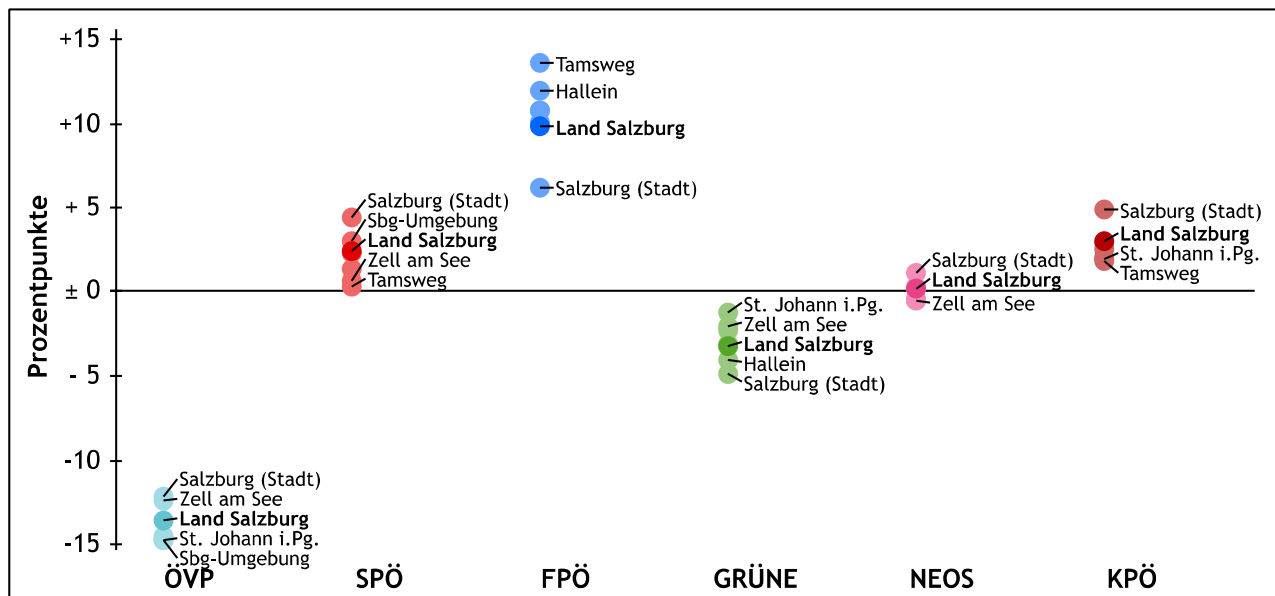 Prozentpunkte
+15
+10
+ 5
± 0
- 5
-10
-15
Salzburg (Stadt)
Zell am See
Land Salzburg
St. Johann i.Pg.
Sbg-Umgebung
ÖVP
Salzburg (Stadt)
Sbg-Umgebung
Land Salzburg
Zell am See
Tamsweg
SPÖ
Tamsweg
Hallein
Land Salzburg
Salzburg (Stadt)
FPÖ
St. Johann i.Pg.
Zell am See
Land Salzburg
Hallein
Salzburg (Stadt)
GRÜNE
Salzburg (Stadt)
Land Salzburg
Zell am See
NEOS
Salzburg (Stadt)
Land Salzburg
St. Johann i.Pg.
Tamsweg
KPÖ